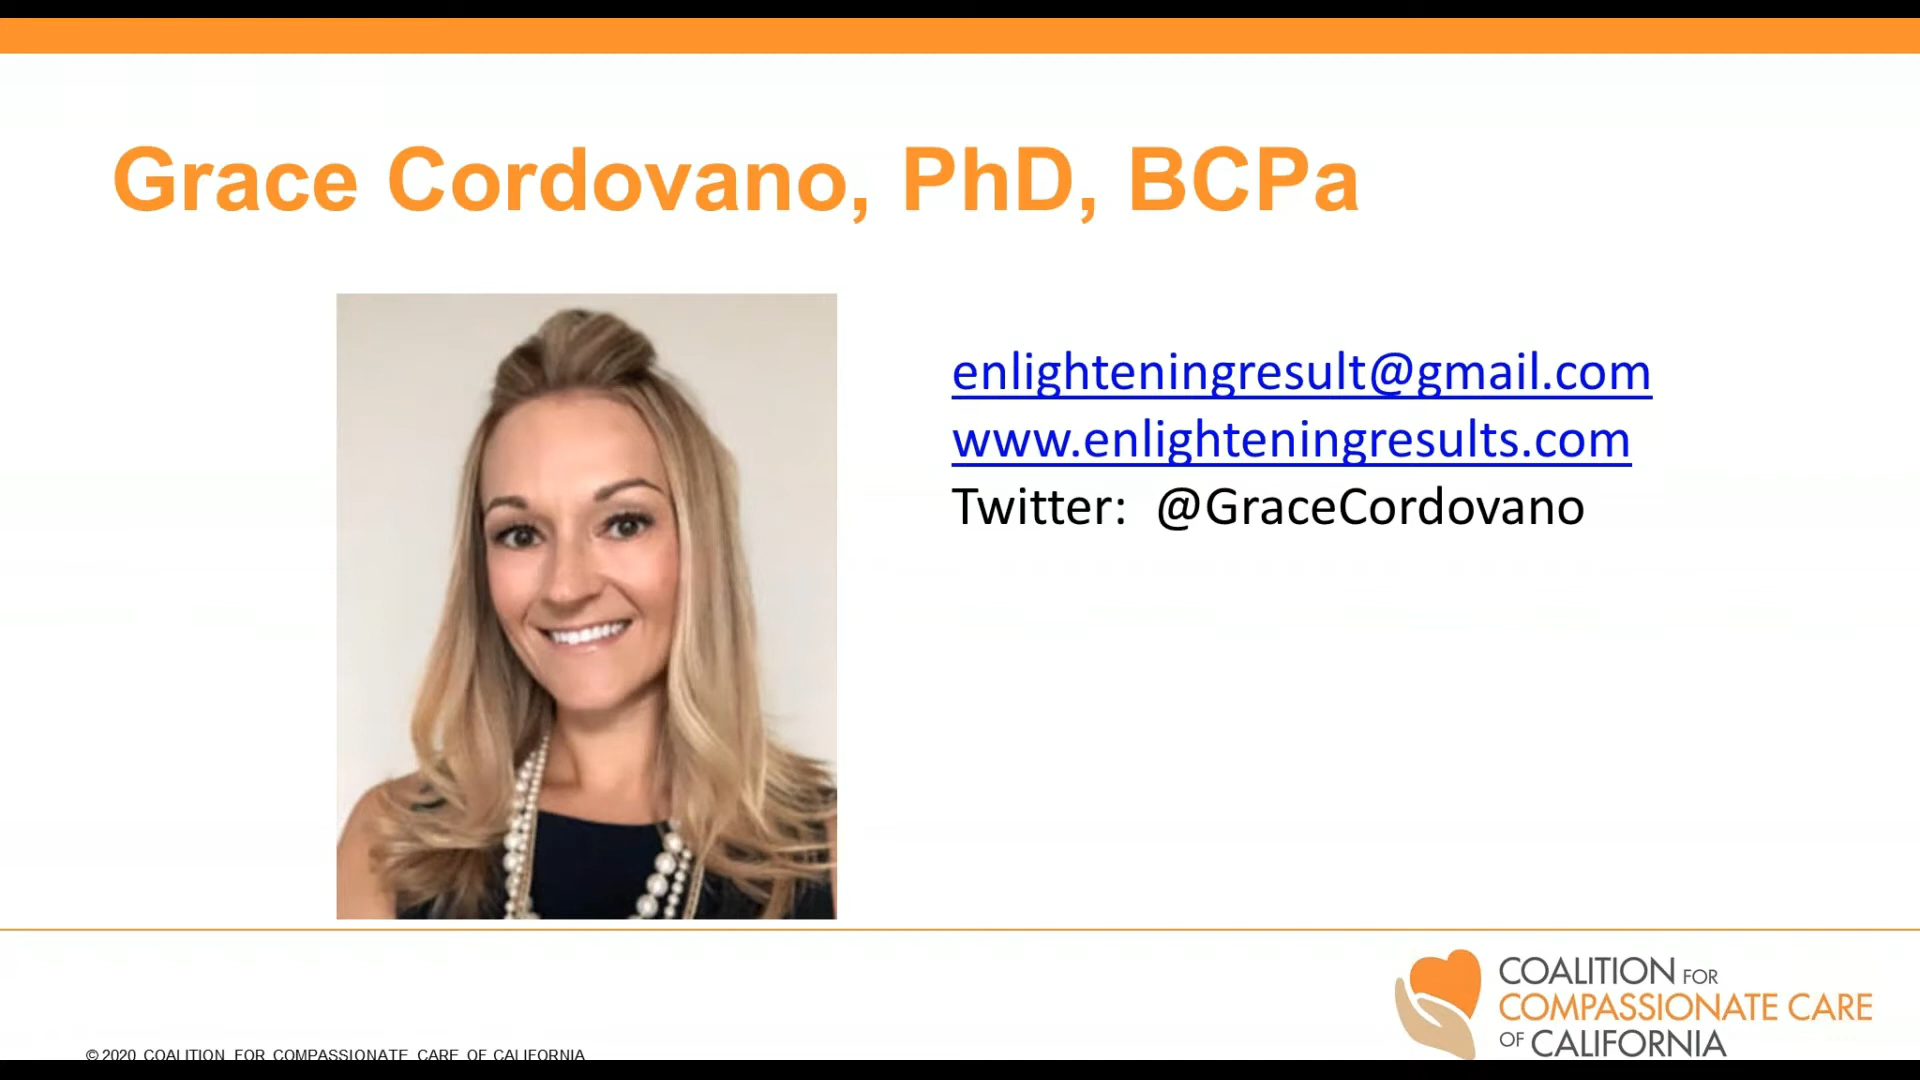 Grace Cordovano, PhD, BCPa
enlighteningresult@gmail.com
www.enlighteningresults.com
Twitter: @GraceCordovano
COALITION FOR
COMPASSIONATE CARE
OF CALIFORNIA
© 2020 COALITION FOR COMPASSIONATE CARE OF CALIFORNIA